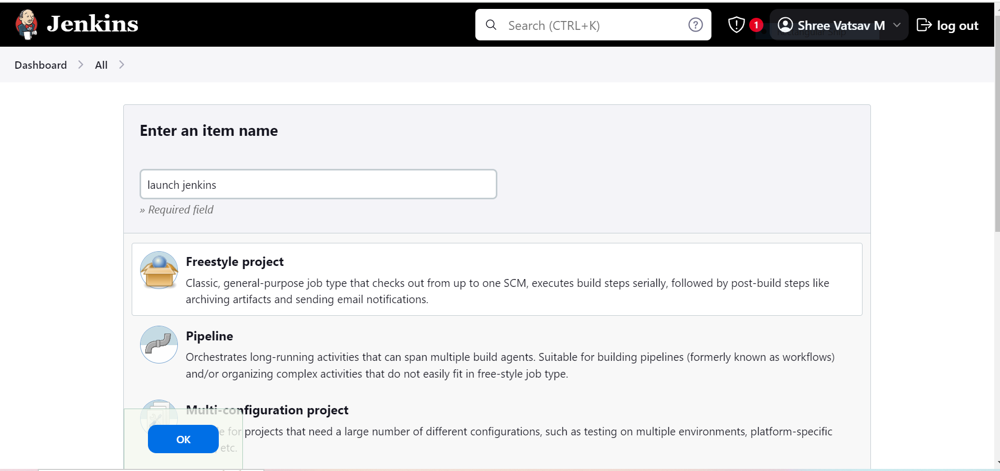 Jenkins
Search (CTRL+K)
1
Shree Vatsav M
log out
Rectangular Snip
Dashboard
All
Enter an item name
launch jenkins
» Required field
Freestyle project
Classic, general-purpose job type that checks out from up to one SCM, executes build steps serially, followed by post-build steps like
archiving artifacts and sending email notifications.
Pipeline
Orchestrates long-running activities that can span multiple build agents. Suitable for building pipelines (formerly known as workflows)
and/or organizing complex activities that do not easily fit in free-style job type.
Multi-configuration project
for projects that need a large number of different configurations, such as testing on multiple environments, platform-specific
OK
etc.